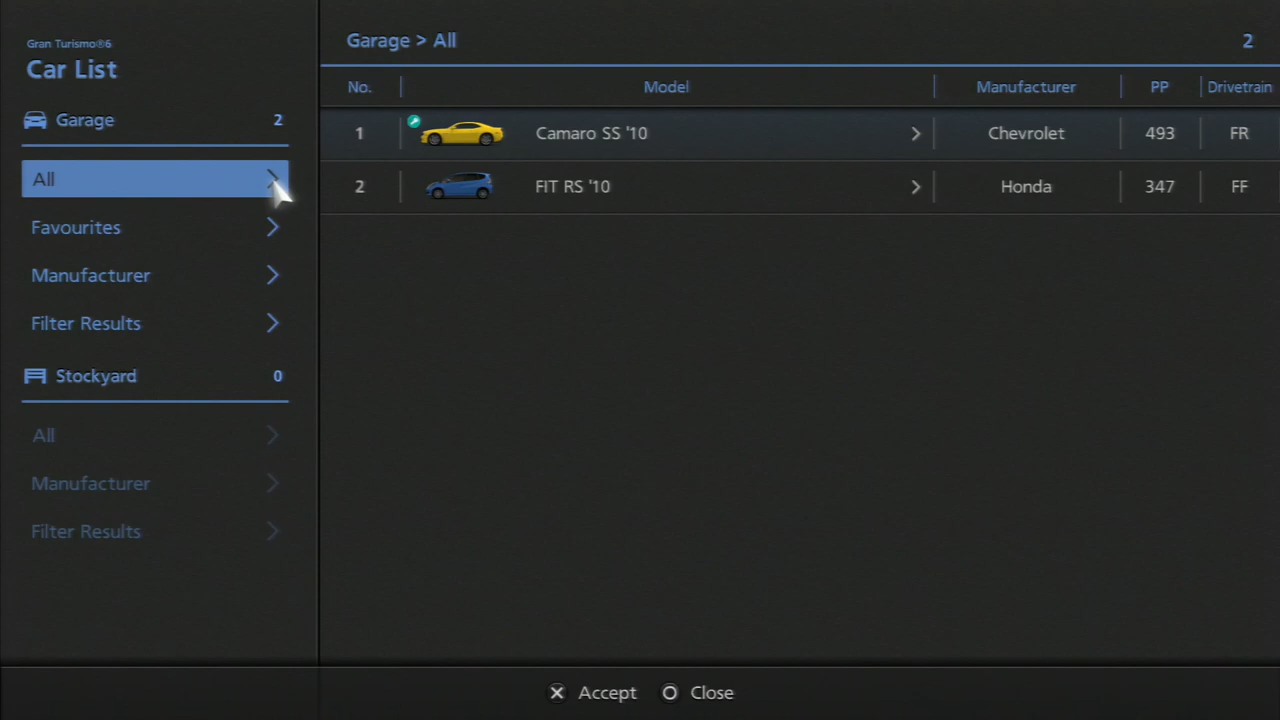 Gran Turismo®6
Car List
Garage 2
All
Favourites
Manufacturer
Filter Results
Stockyard 0
All
Manufacturer
Filter Results
Garage > All 2
No. Model Manufacturer PP Drivetrain
1 Camaro SS '10 Chevrolet 493 FR
2 FIT RS '10 Honda 347 FF
Accept Close